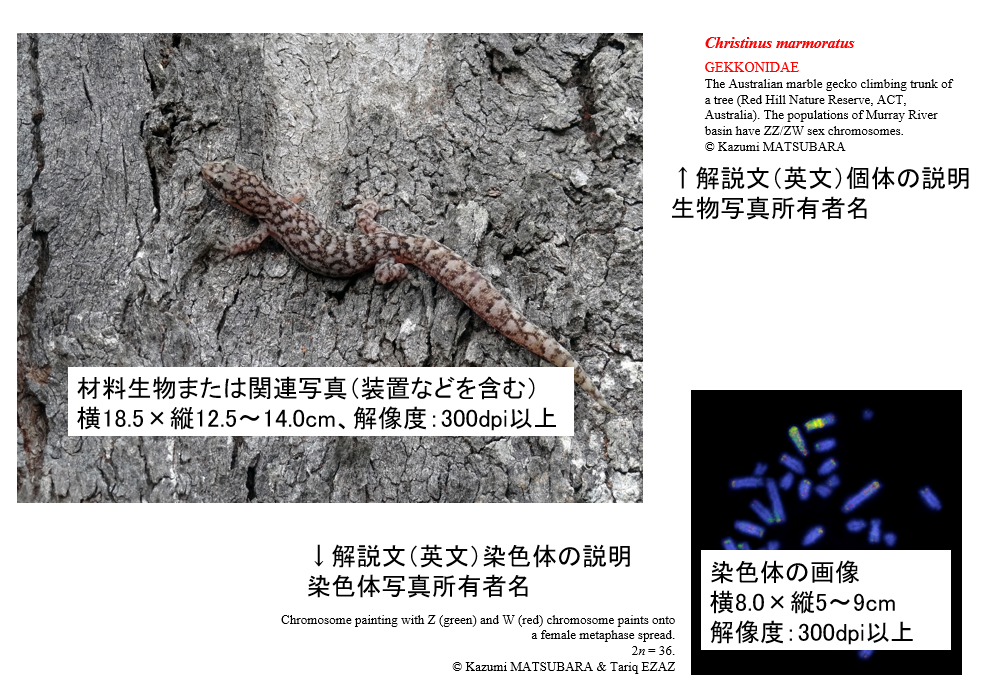 Christinus marmoratus
GEKKONIDAE
The Australian marble gecko climbing trunk of
a tree (Red Hill Nature Reserve, ACT,
Australia). The populations of Murray River
basin have ZZ/ZW sex chromosomes.
© Kazumi MATSUBARA
↑解説文(英文)個体の説明
生物写真所有者名
材料生物または関連写真(装置などを含む)
横18.5×縦12.5~14.0cm、解像度:300dpi以上
↓解説文(英文)染色体の説明
染色体写真所有者名
Chromosome painting with Z (green) and W (red) chromosome paints onto
a female metaphase spread.
2n = 36.
© Kazumi MATSUBARA & Tariq EZAZ
染色体の画像
横8.0×縦5~9cm
解像度:300dpi以上